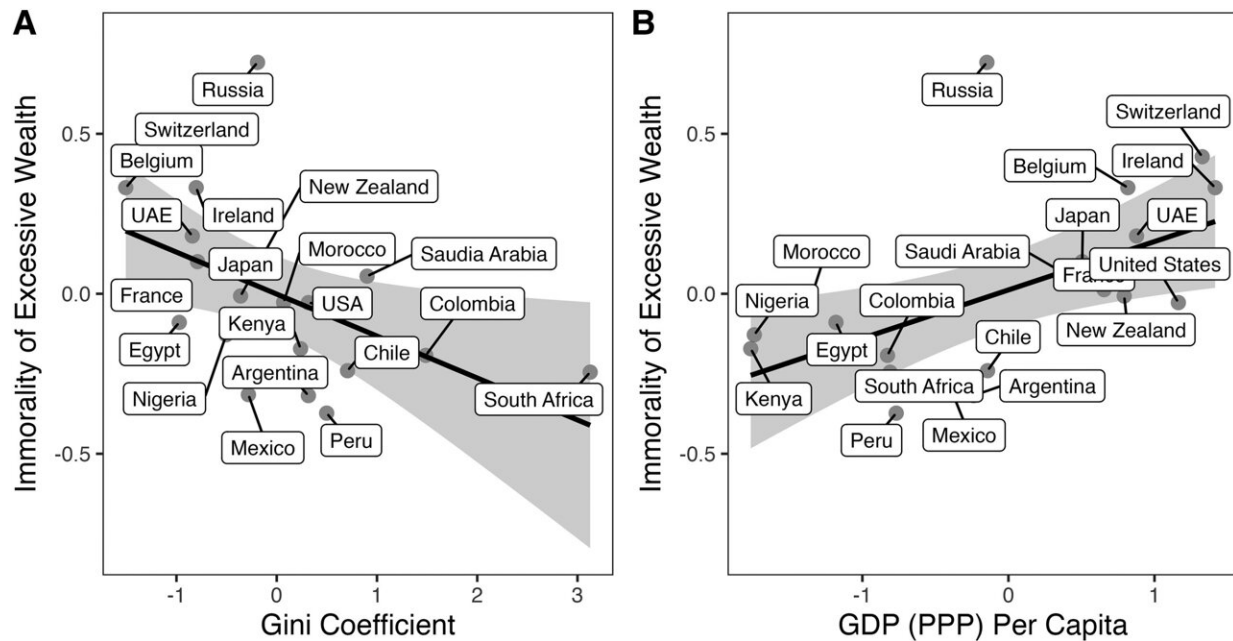 A
Immorality of Excessive Wealth
0.5
0.0
-0.5
Russia
Switzerland
Belgium
New Zealand
UAE
Ireland
Morocco
Saudia Arabia
Japan
France
USA
Colombia
Kenya
Egypt
Chile
Argentina
Nigeria
South Africa
Mexico
Peru
-1
0
1
2
3
Gini Coefficient
B
Immorality of Excessive Wealth
0.5
0.0
-0.5
Russia
Switzerland
Belgium
Ireland
Japan
UAE
Morocco
Saudi Arabia
France
United States
Nigeria
Colombia
New Zealand
Egypt
Chile
Kenya
South Africa
Argentina
Peru
Mexico
-1
0
1
GDP (PPP) Per Capita